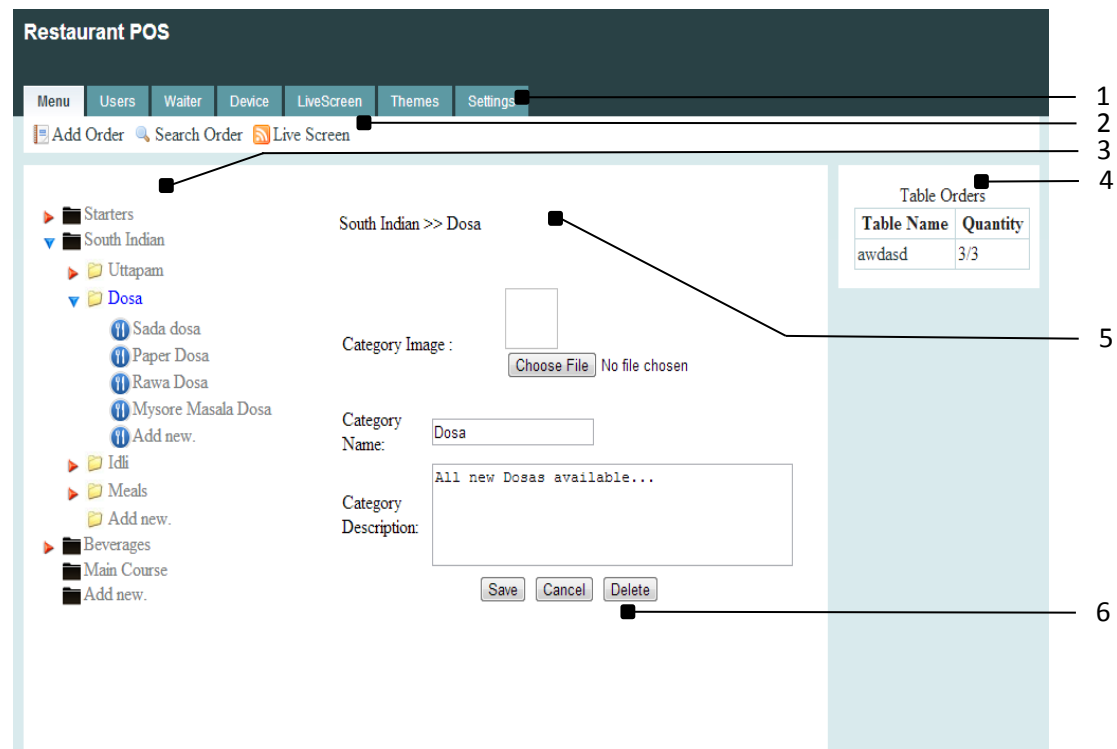 Restaurant POS
Menu Users Waiter Device LiveScreen Themes Settings
1
Add Order Search Order Live Screen
2
3
4
Starters
South Indian
Uttapam
Dosa
Sada dosa
Paper Dosa
Rawa Dosa
Mysore Masala Dosa
Add new.
Idli
Meals
Add new.
Beverages
Main Course
Add new.
South Indian >> Dosa
Category Image :
Choose File No file chosen
Category
Name:
Dosa
Category
Description:
All new Dosas available...
Save Cancel Delete
Table Orders
Table Name Quantity
awdasd 3/3
5
6